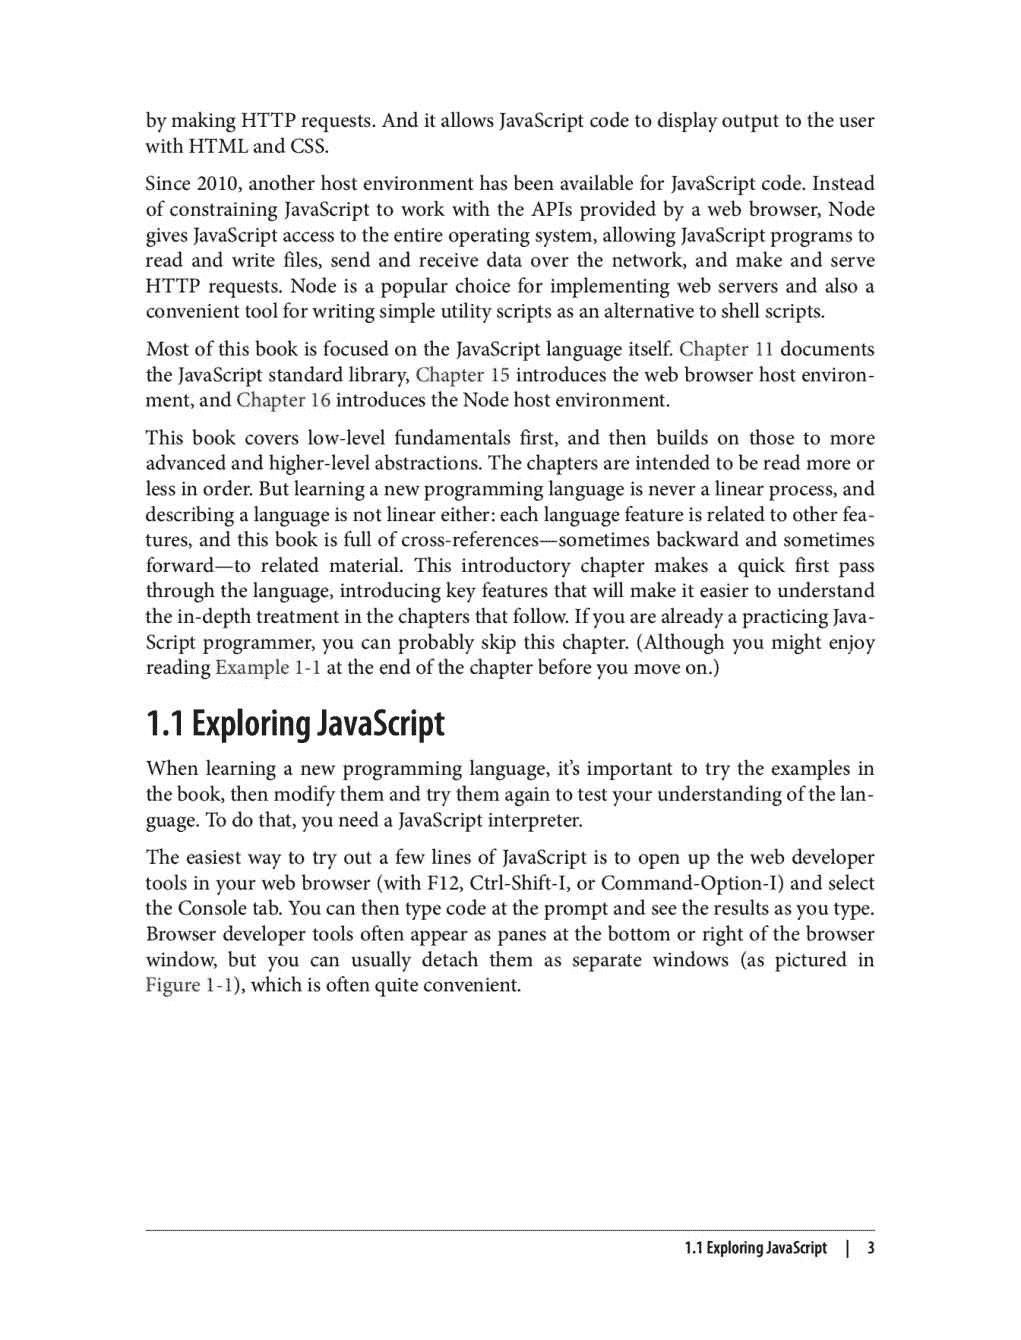 by making HTTP requests. And it allows JavaScript code to display output to the user
with HTML and CSS.
Since 2010, another host environment has been available for JavaScript code. Instead
of constraining JavaScript to work with the APIs provided by a web browser, Node
gives JavaScript access to the entire operating system, allowing JavaScript programs to
read and write files, send and receive data over the network, and make and serve
HTTP requests. Node is a popular choice for implementing web servers and also a
convenient tool for writing simple utility scripts as an alternative to shell scripts.
Most of this book is focused on the JavaScript language itself. Chapter 11 documents
the JavaScript standard library, Chapter 15 introduces the web browser host environ-
ment, and Chapter 16 introduces the Node host environment.
This book covers low-level fundamentals first, and then builds on those to more
advanced and higher-level abstractions. The chapters are intended to be read more or
less in order. But learning a new programming language is never a linear process, and
describing a language is not linear either: each language feature is related to other fea-
tures, and this book is full of cross-references—sometimes backward and sometimes
forward—to related material. This introductory chapter makes a quick first pass
through the language, introducing key features that will make it easier to understand
the in-depth treatment in the chapters that follow. If you are already a practicing Java-
Script programmer, you can probably skip this chapter. (Although you might enjoy
reading Example 1-1 at the end of the chapter before you move on.)
1.1 Exploring JavaScript
When learning a new programming language, it's important to try the examples in
the book, then modify them and try them again to test your understanding of the lan-
guage. To do that, you need a JavaScript interpreter.
The easiest way to try out a few lines of JavaScript is to open up the web developer
tools in your web browser (with F12, Ctrl-Shift-I, or Command-Option-I) and select
the Console tab. You can then type code at the prompt and see the results as you type.
Browser developer tools often appear as panes at the bottom or right of the browser
window, but you can usually detach them as separate windows (as pictured in
Figure 1-1), which is often quite convenient.
1.1 Exploring JavaScript | 3